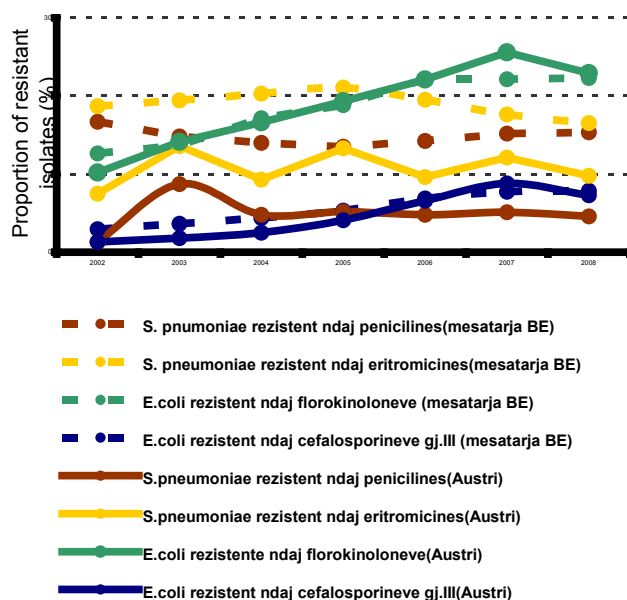 Proportion of resistant
isolates (%)
30
0
2002 2003 2004 2005 2006 2007 2008
S. pnumoniae rezistent ndaj penicilines(mesatarja BE)
S. pneumoniae rezistent ndaj eritromicines(mesatarja BE)
E.coli rezistent ndaj florokinoloneve (mesatarja BE)
E.coli rezistent ndaj cefalosporineve gj.III (mesatarja BE)
S.pneumoniae rezistent ndaj penicilines(Austri)
S.pneumoniae rezistent ndaj eritromicines(Austri)
E.coli rezistente ndaj florokinoloneve(Austri)
E.coli rezistent ndaj cefalosporineve gj.III(Austri)